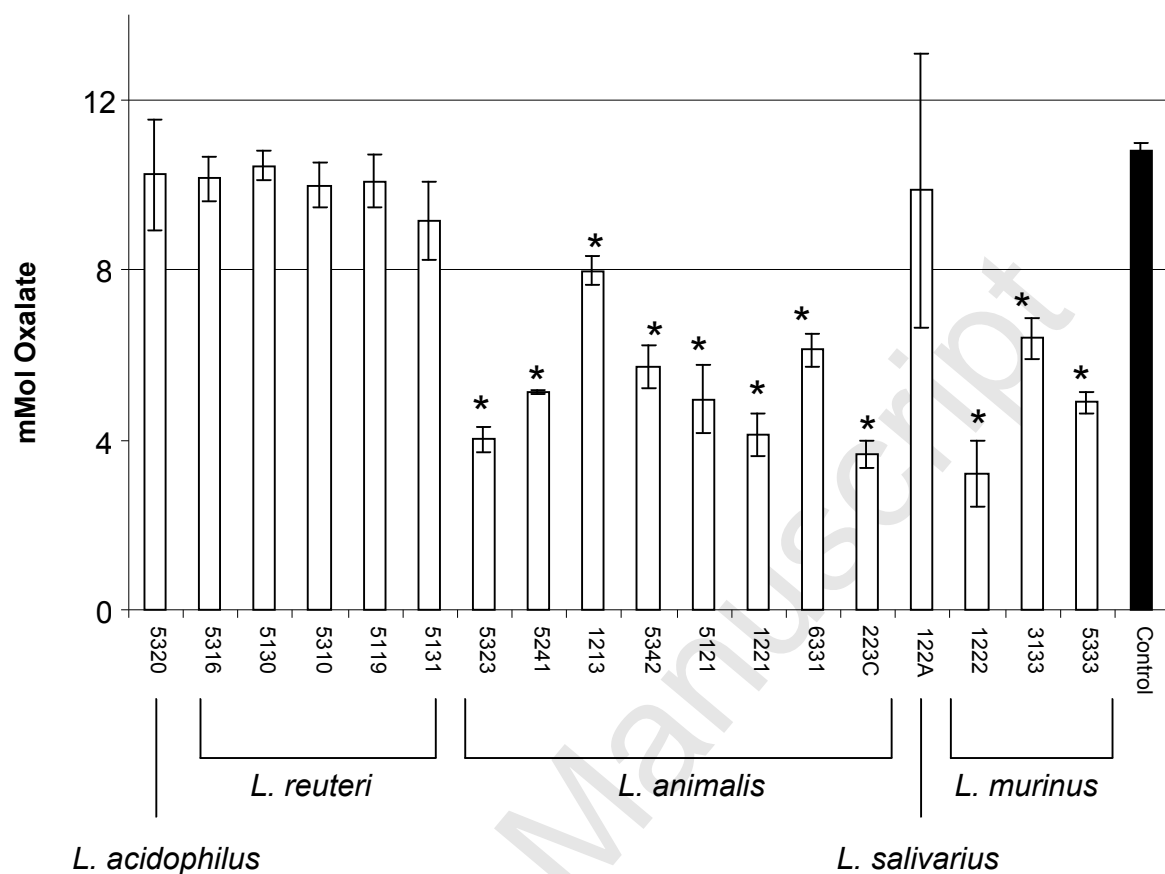 mMol Oxalate
12
8
4
0
* * * * * * * * * * *
5320 5316 5130 5310 5119 5131 5323 5241 1213 5342 5121 1221 6331 223C 122A 1222 3133 5333 Control
L. reuteri L. animalis L. murinus
L. acidophilus L. salivarius
Manuscript